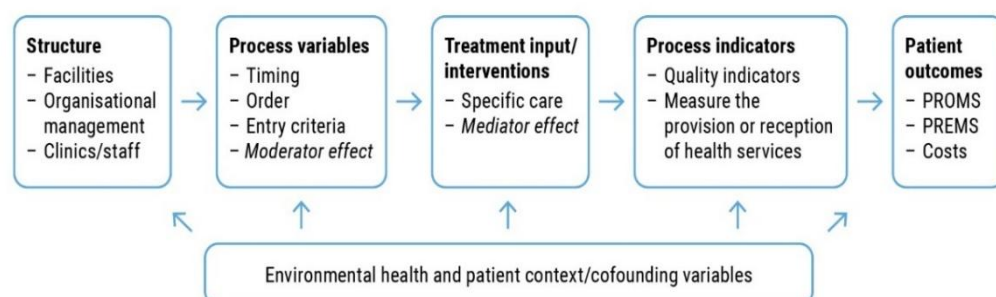 Structure
– Facilities
– Organisational
management
– Clinics/staff
Process variables
– Timing
– Order
– Entry criteria
– Moderator effect
Treatment input/
interventions
– Specific care
– Mediator effect
Process indicators
– Quality indicators
– Measure the
provision or reception
of health services
Patient
outcomes
– PROMS
– PREMS
– Costs
Environmental health and patient context/cofounding variables